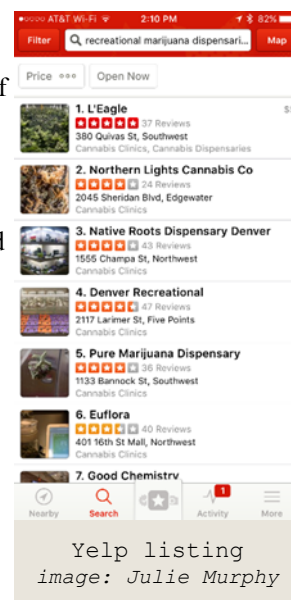 AT&T Wi-Fi 2:10 PM 82%
Filter recreational marijuana dispensari... Map
f
Price Open Now
1. L'Eagle
37 Reviews
380 Quivas St, Southwest
Cannabis Clinics, Cannabis Dispensaries
2. Northern Lights Cannabis Co
24 Reviews
2045 Sheridan Blvd, Edgewater
Cannabis Clinics
d
3. Native Roots Dispensary Denver
43 Reviews
1555 Champa St, Northwest
Cannabis Clinics
4. Denver Recreational
47 Reviews
2117 Larimer St, Five Points
Cannabis Clinics
5. Pure Marijuana Dispensary
36 Reviews
1133 Bannock St, Southwest
Cannabis Clinics
6. Euflora
40 Reviews
401 16th St Mall, Northwest
Cannabis Clinics
7. Good Chemistry
1
Nearby Search Activity More
Yelp listing
image: Julie Murphy